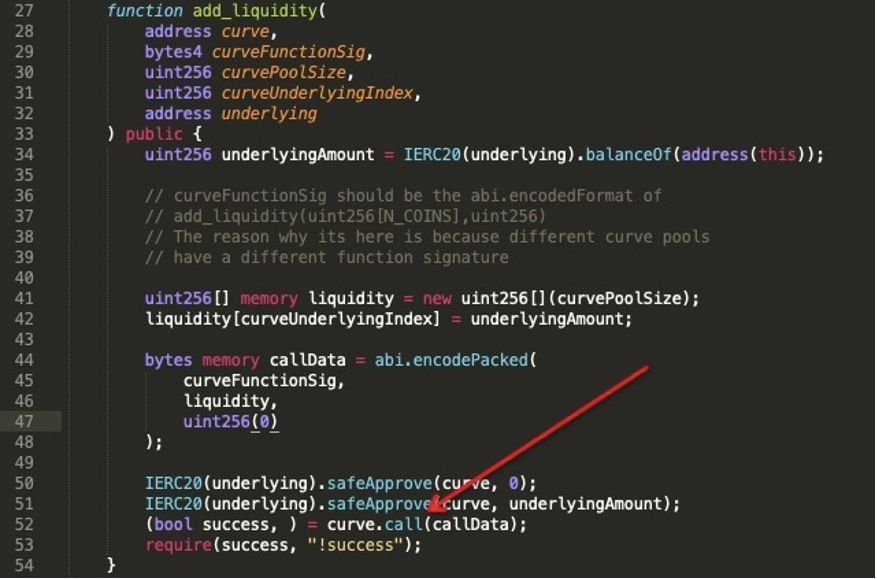 27 function add_liquidity(
28 address curve,
29 bytes4 curveFunctionSig,
30 uint256 curvePoolSize,
31 uint256 curveUnderlyingIndex,
32 address underlying
33 ) public {
34 uint256 underlyingAmount = IERC20(underlying).balanceOf(address(this));
35
36 // curveFunctionSig should be the abi.encodedFormat of
37 // add_liquidity(uint256[N_COINS],uint256)
38 // The reason why its here is because different curve pools
39 // have a different function signature
40
41 uint256[] memory liquidity = new uint256[](curvePoolSize);
42 liquidity[curveUnderlyingIndex] = underlyingAmount;
43
44 bytes memory callData = abi.encodePacked(
45 curveFunctionSig,
46 liquidity,
47 uint256(0)
48 );
49
50 IERC20(underlying).safeApprove(curve, 0);
51 IERC20(underlying).safeApprove(curve, underlyingAmount);
52 (bool success, ) = curve.call(callData);
53 require(success, "!success");
54 }